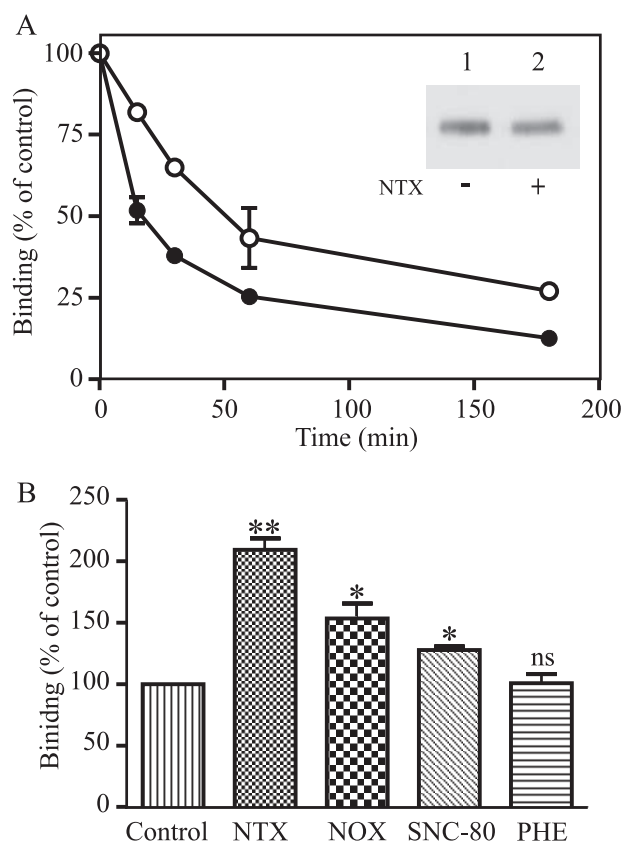 A
100
75
50
25
0
Binding (% of control)
1 2
NTX - +
0 50 100 150 200
Time (min)
B
250
200
150
100
50
0
Binidng (% of control)
**
*
*
ns
Control NTX NOX SNC-80 PHE